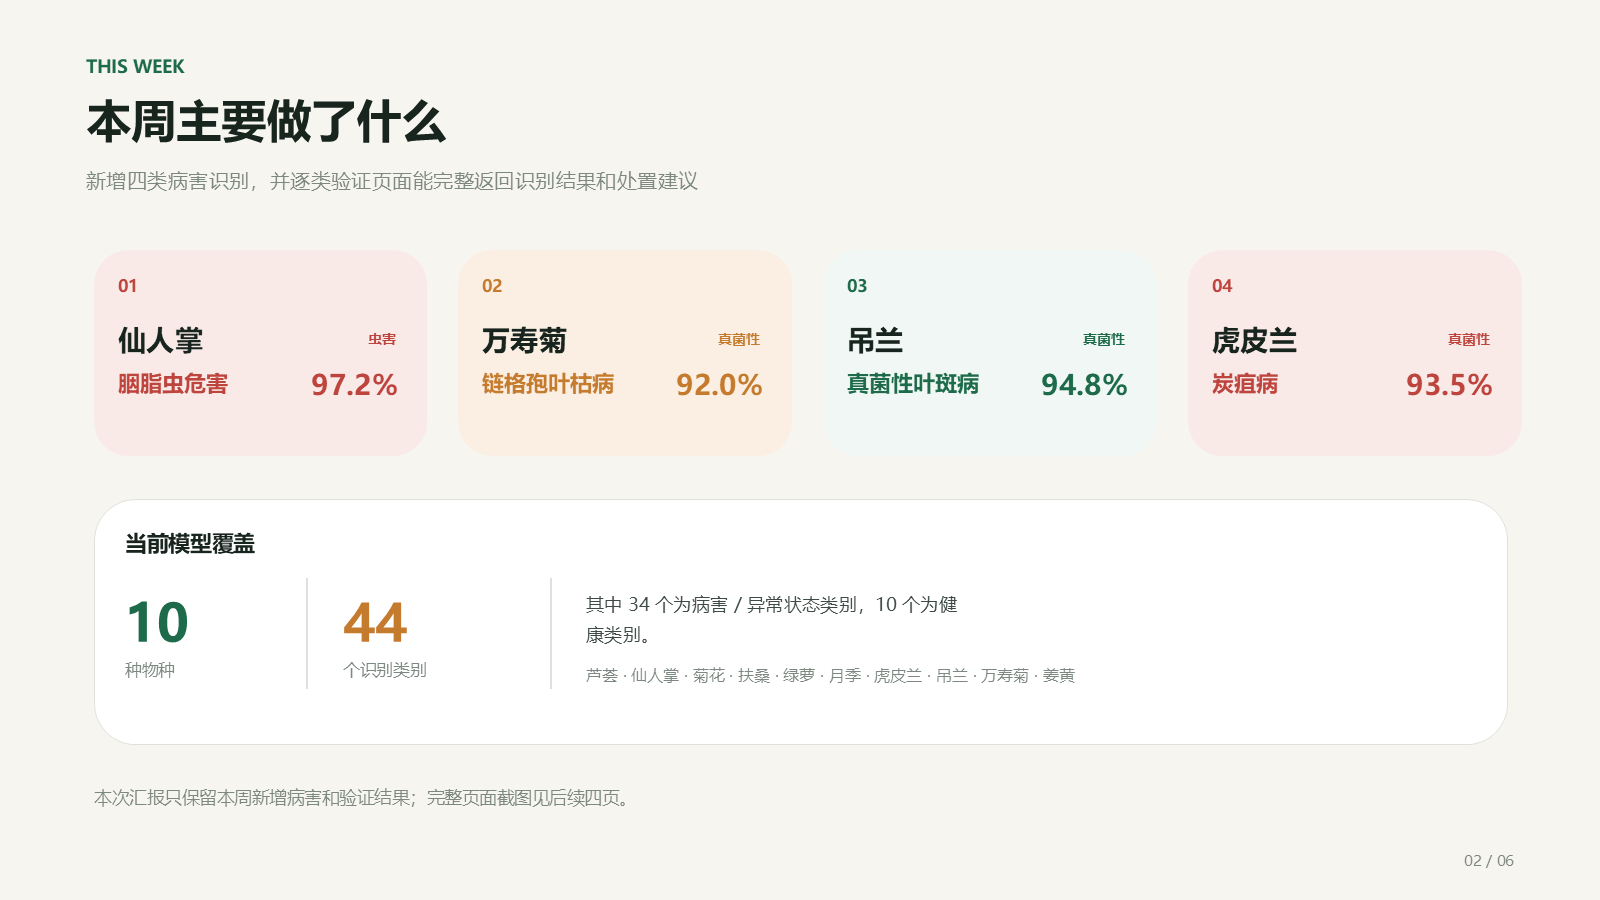 THIS WEEK
本周主要做了什么
新增四类病害识别，并逐类验证页面能完整返回识别结果和处置建议
01
仙人掌
虫害
胭脂虫危害
97.2%
02
万寿菊
真菌性
链格孢叶枯病
92.0%
03
吊兰
真菌性
真菌性叶斑病
94.8%
04
虎皮兰
真菌性
炭疽病
93.5%
当前模型覆盖
10
种物种
44
个识别类别
其中 34 个为病害 / 异常状态类别，10 个为健
康类别。
芦荟 · 仙人掌 · 菊花 · 扶桑 · 绿萝 · 月季 · 虎皮兰 · 吊兰 · 万寿菊 · 姜黄
本次汇报只保留本周新增病害和验证结果；完整页面截图见后续四页。
02 / 06